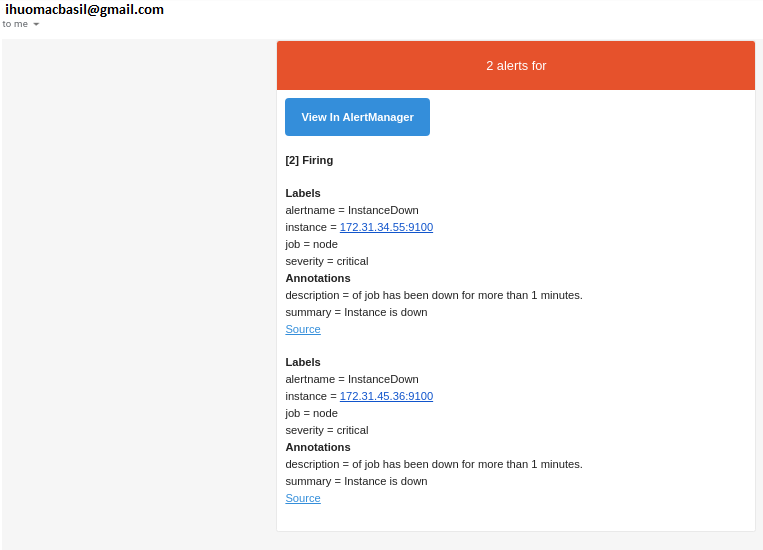 ihuomacbasil@gmail.com
to me
2 alerts for
View In AlertManager
[2] Firing
Labels
alertname = InstanceDown
instance = 172.31.34.55:9100
job = node
severity = critical
Annotations
description = of job has been down for more than 1 minutes.
summary = Instance is down
Source
Labels
alertname = InstanceDown
instance = 172.31.45.36:9100
job = node
severity = critical
Annotations
description = of job has been down for more than 1 minutes.
summary = Instance is down
Source